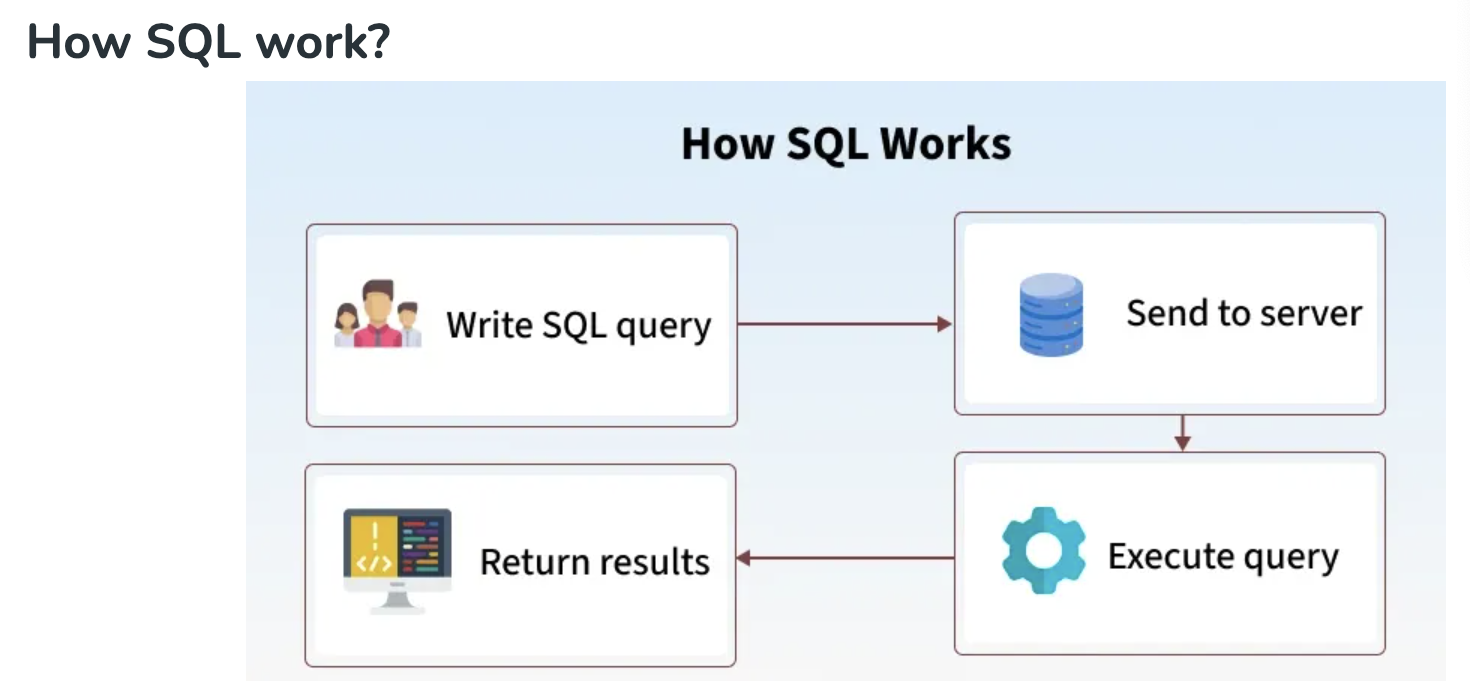 How SQL work?
How SQL Works
Write SQL query
Send to server
Return results
Execute query